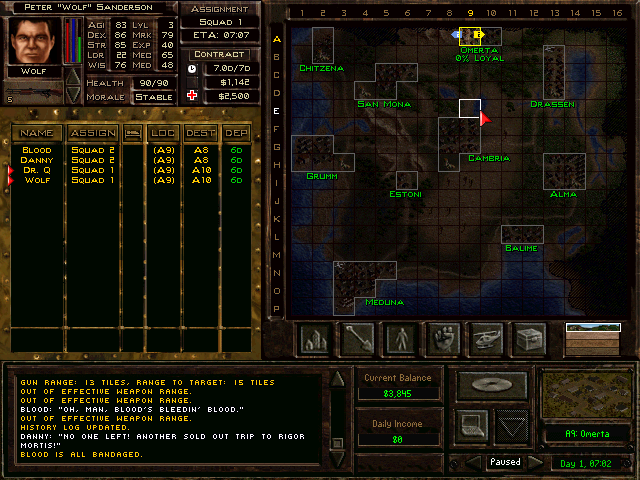 Peter "Wolf" Sanderson
Wolf
5
AGI 83 LVL 3
DEX 86 MRK 79
STR 85 EXP 40
LDR 22 MEC 65
WIS 76 MED 48
Health 90/90
Morale Stable
Assignment
Squad 1
ETA: 07:07
Contract
7.0D/7D
$1,142
$2,500
Name Assign Loc Dest Dep
Blood Squad 2 (A9) A8 60
Danny Squad 2 (A9) A8 60
Dr. Q Squad 1 (A9) A10 60
Wolf Squad 1 (A9) A10 60
1 2 3 4 5 6 7 8 9 10 11 12 13 14 15 16
A
B
C
D
E
F
G
H
I
J
K
L
M
N
O
P
Omerta
0% Loyal
Chitzena
San Mona
Drassen
Cambria
Grumm
Estoni
Alma
Balime
Meduna
Gun range: 13 tiles, Range to target: 15 tiles
Out of effective weapon range.
Out of effective weapon range.
Blood: "Oh, man, Blood's bleedin' blood."
Out of effective weapon range.
History log updated.
Danny: "No one left! Another sold out trip to rigor
mortis!"
Blood is all bandaged.
Current Balance
$3,845
Daily Income
$0
A9: Omerta
Paused
Day 1, 07:02